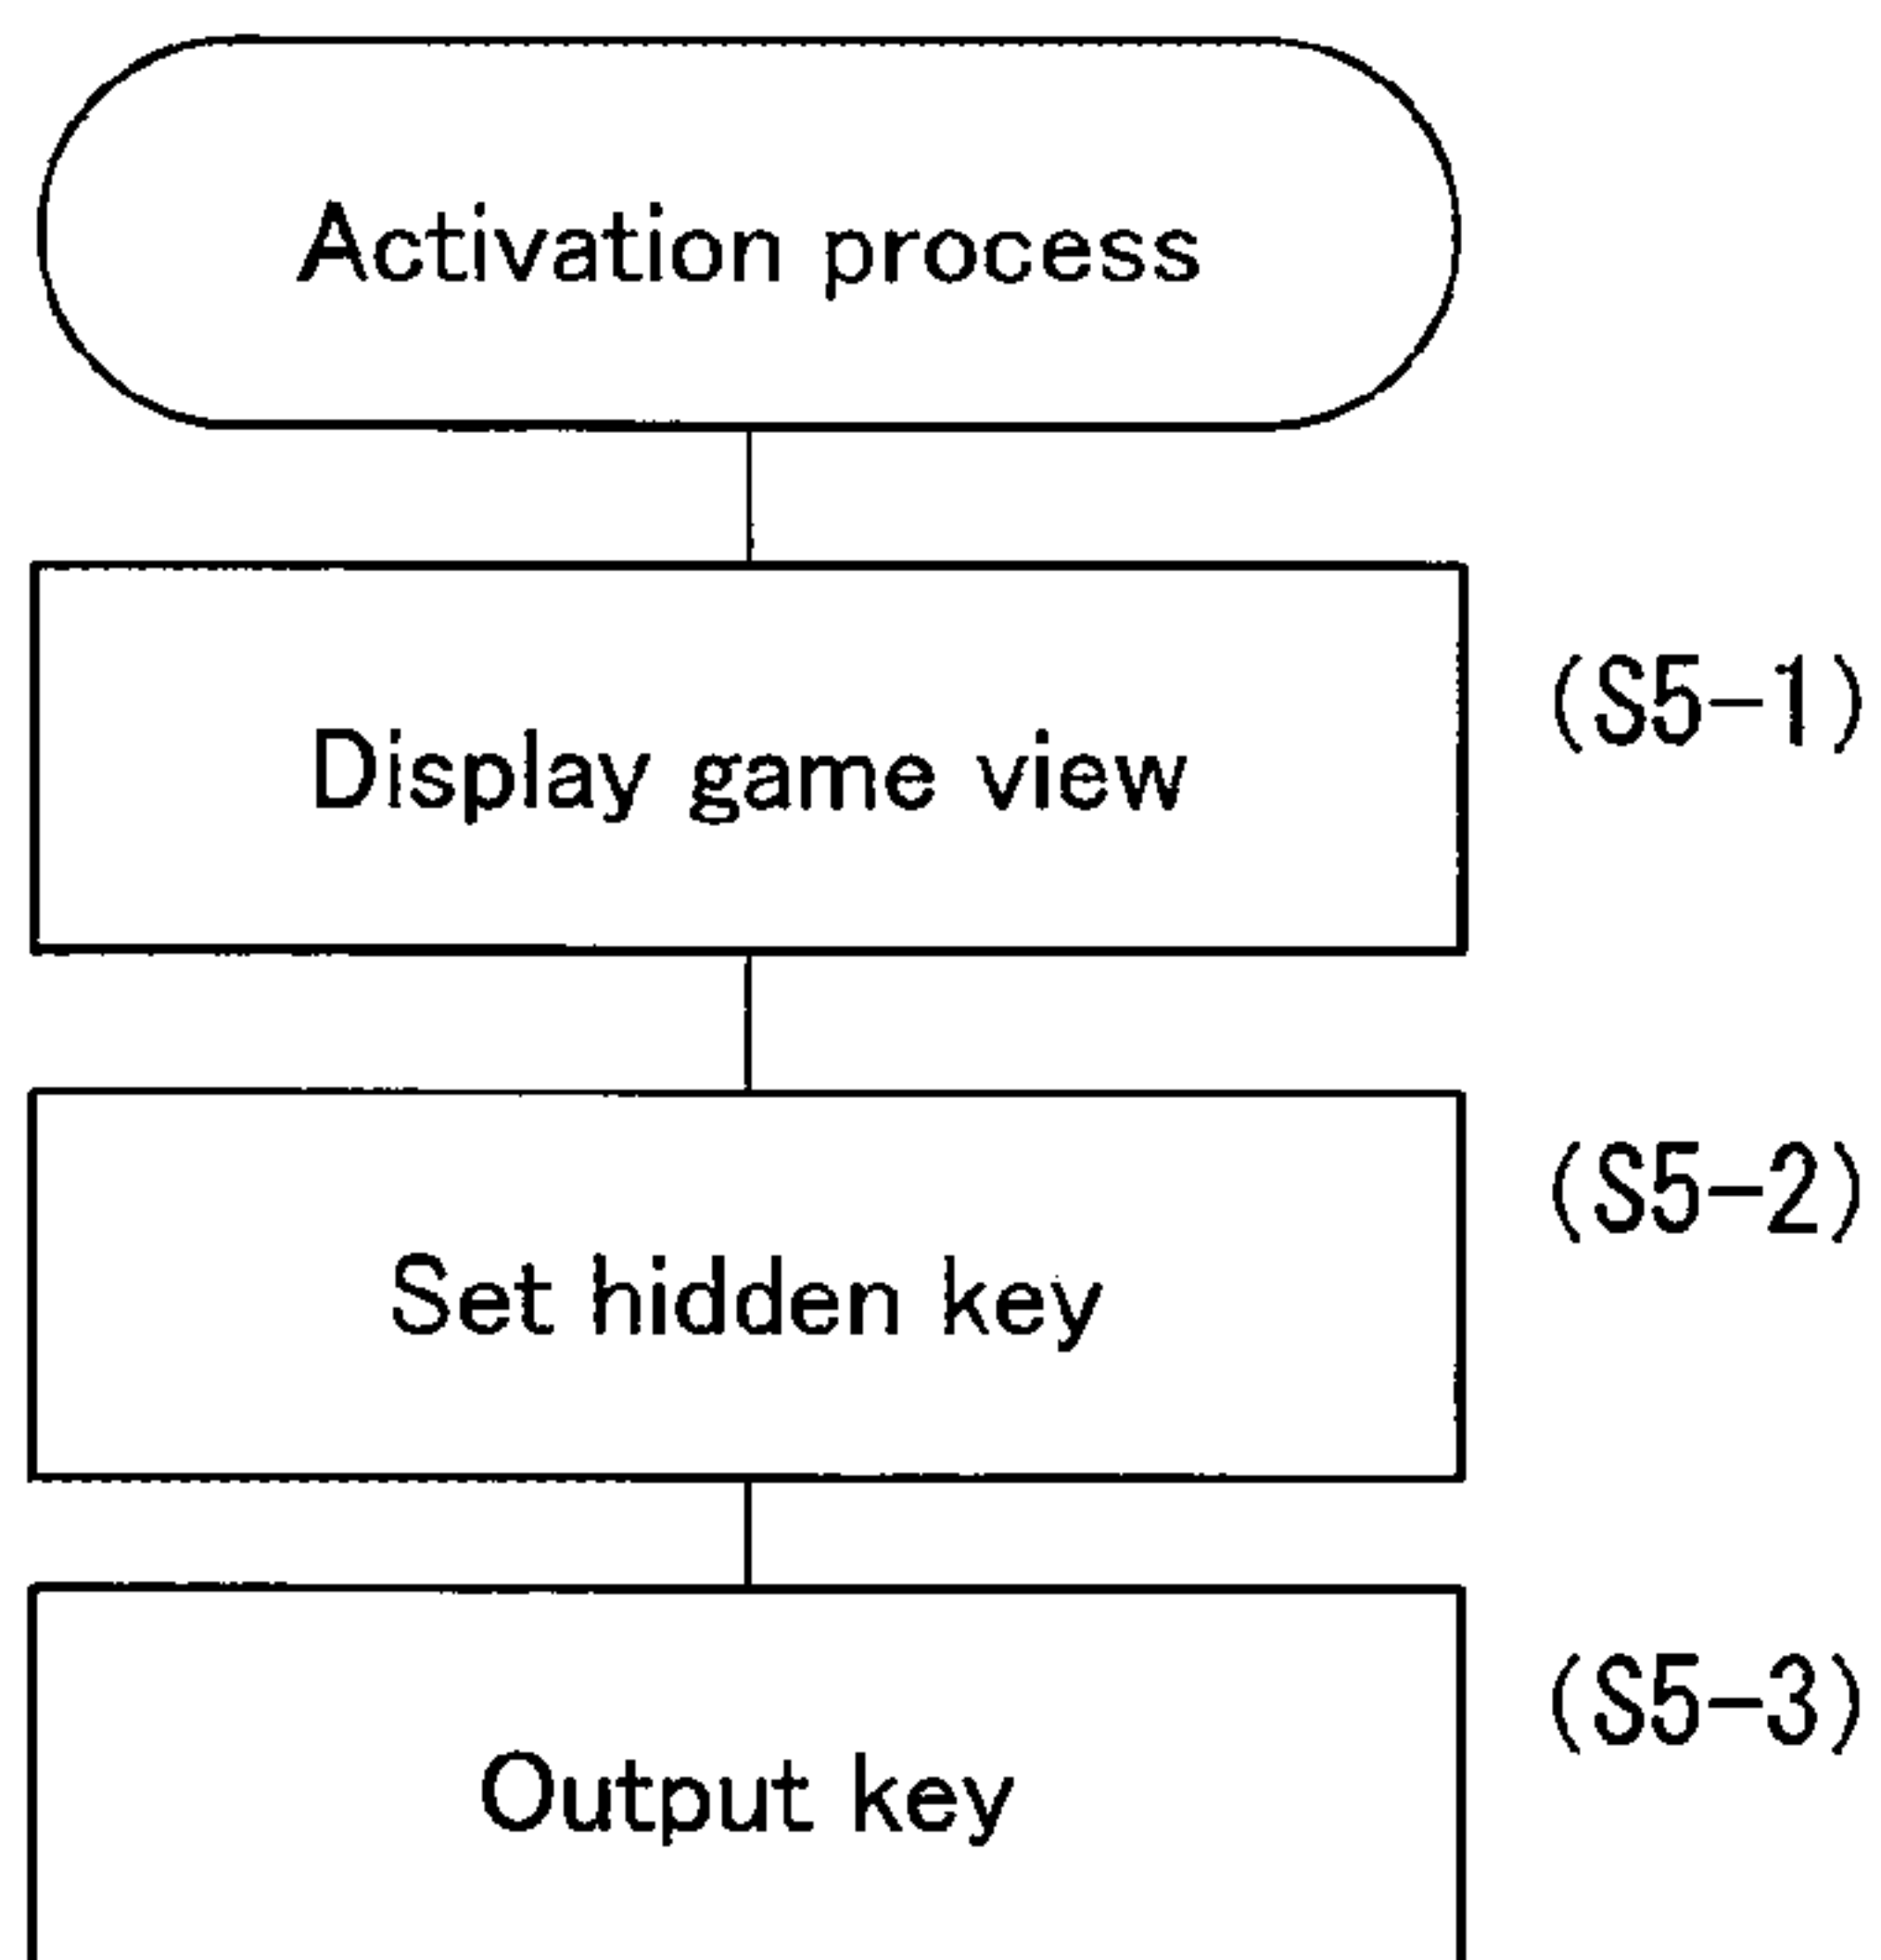 Activation process
Display game view
(S5-1)
Set hidden key
(S5-2)
Output key
(S5-3)